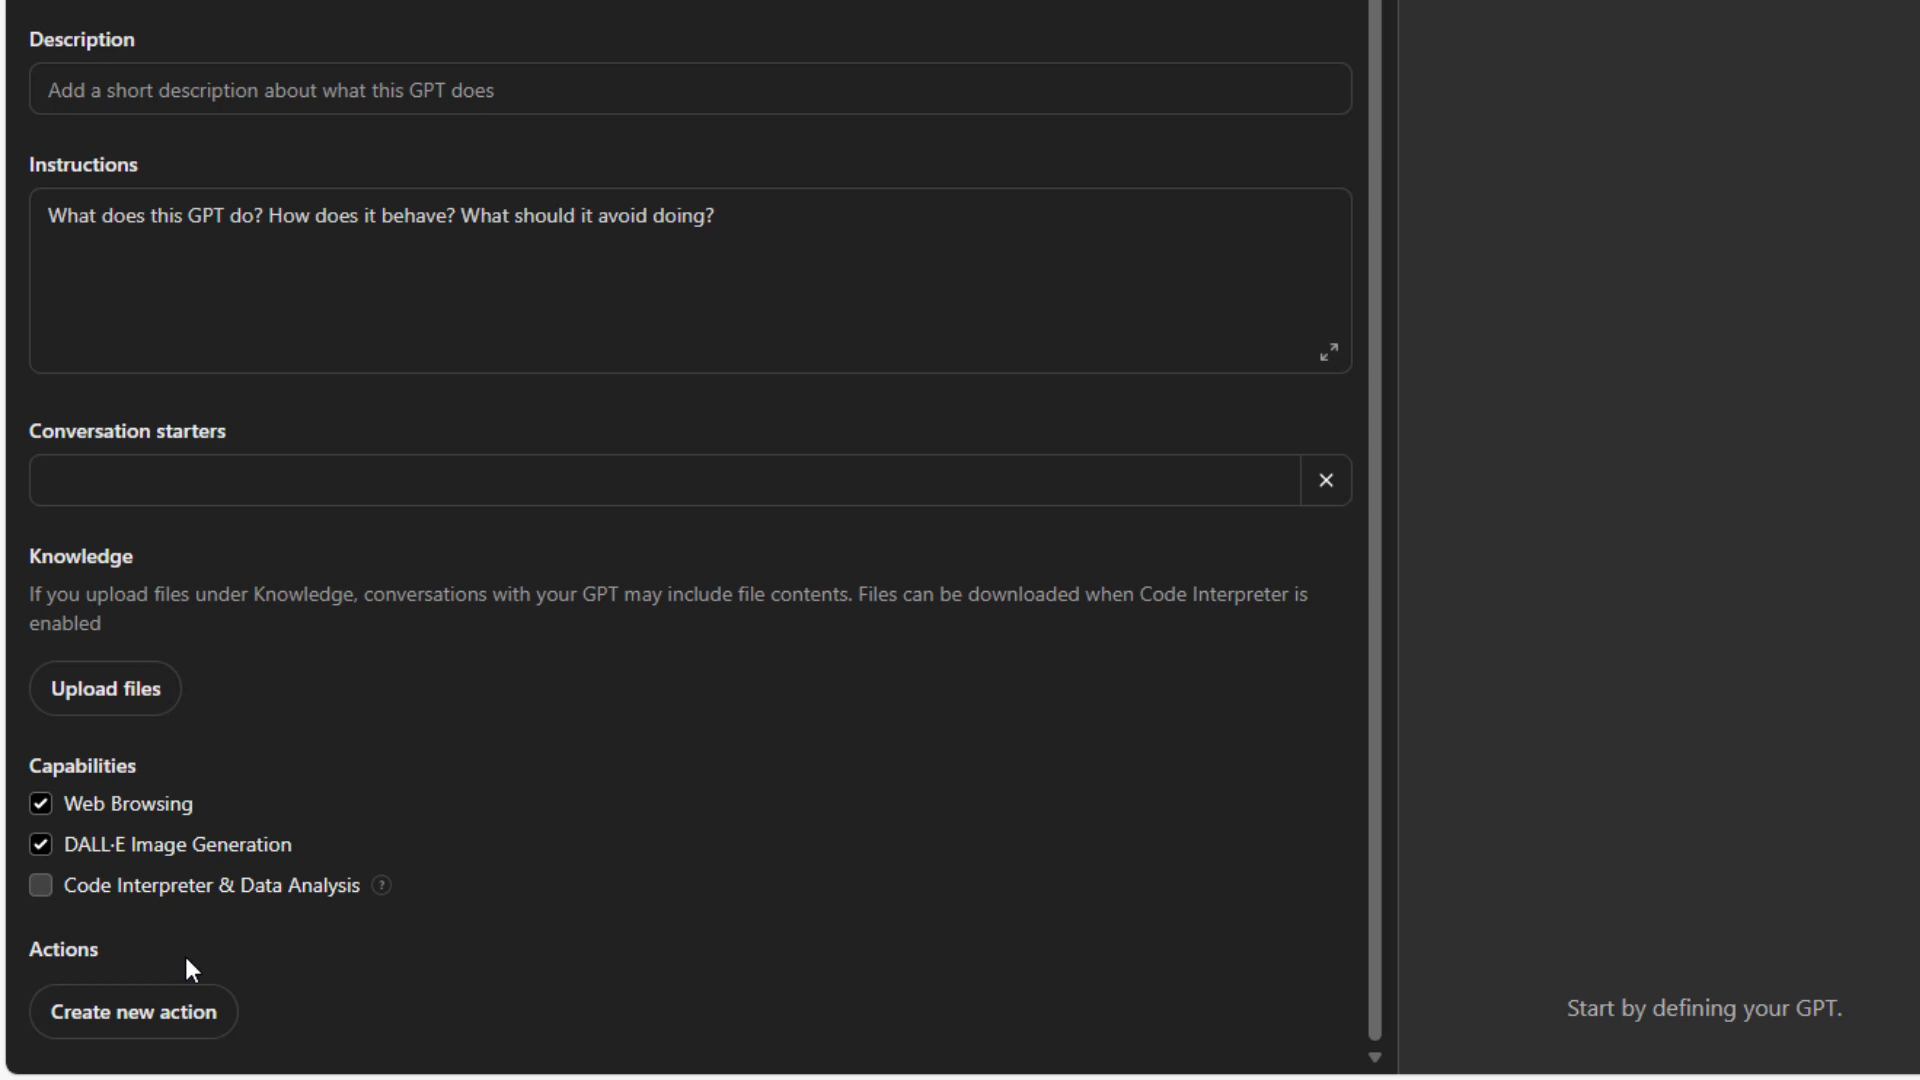 Description
Add a short description about what this GPT does
Instructions
What does this GPT do? How does it behave? What should it avoid doing?
Conversation starters
Knowledge
If you upload files under Knowledge, conversations with your GPT may include file contents. Files can be downloaded when Code Interpreter is
enabled
Upload files
Capabilities
Web Browsing
DALL·E Image Generation
Code Interpreter & Data Analysis ?
Actions
Create new action
Start by defining your GPT.